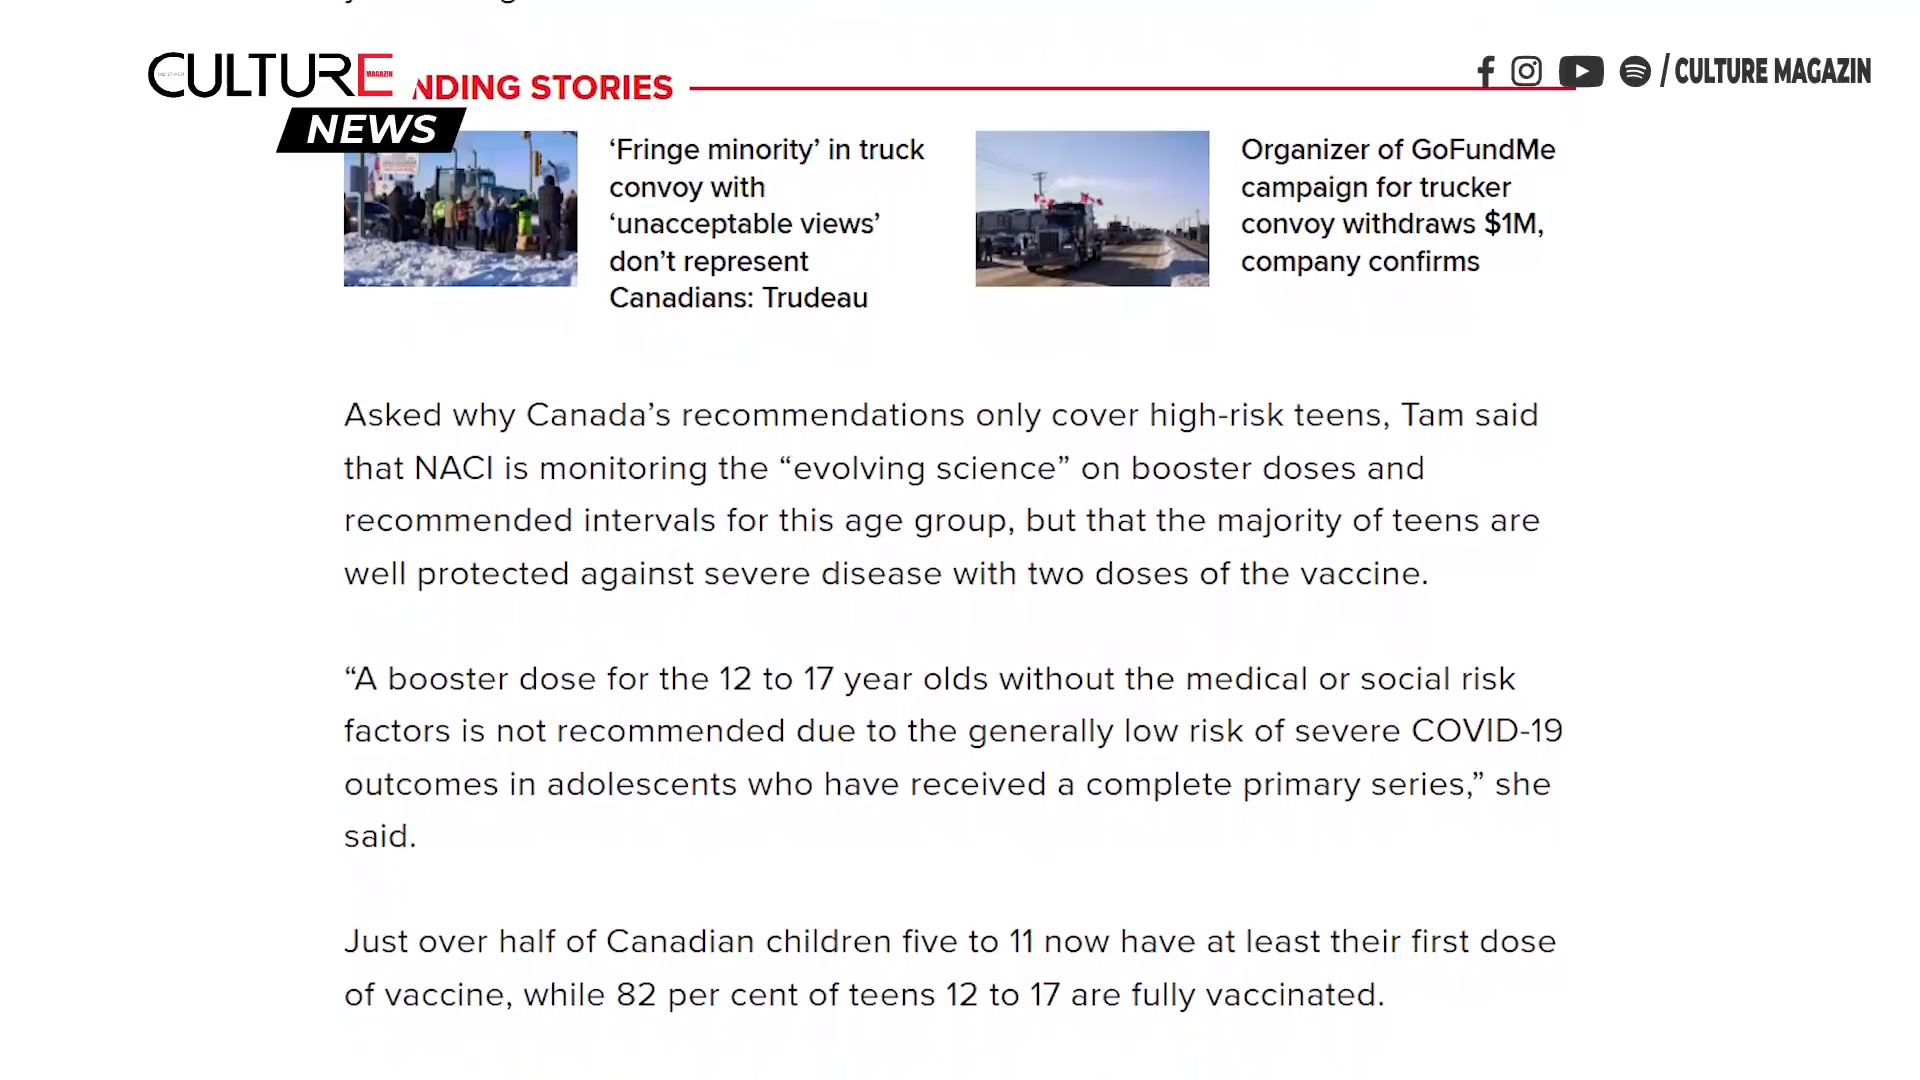 CULTURE
MAGAZIN
NEWS
NDING STORIES
/ CULTURE MAGAZIN
‘Fringe minority’ in truck
convoy with
‘unacceptable views’
don’t represent
Canadians: Trudeau
Organizer of GoFundMe
campaign for trucker
convoy withdraws $1M,
company confirms
Asked why Canada’s recommendations only cover high-risk teens, Tam said
that NACI is monitoring the “evolving science” on booster doses and
recommended intervals for this age group, but that the majority of teens are
well protected against severe disease with two doses of the vaccine.
“A booster dose for the 12 to 17 year olds without the medical or social risk
factors is not recommended due to the generally low risk of severe COVID-19
outcomes in adolescents who have received a complete primary series,” she
said.
Just over half of Canadian children five to 11 now have at least their first dose
of vaccine, while 82 per cent of teens 12 to 17 are fully vaccinated.